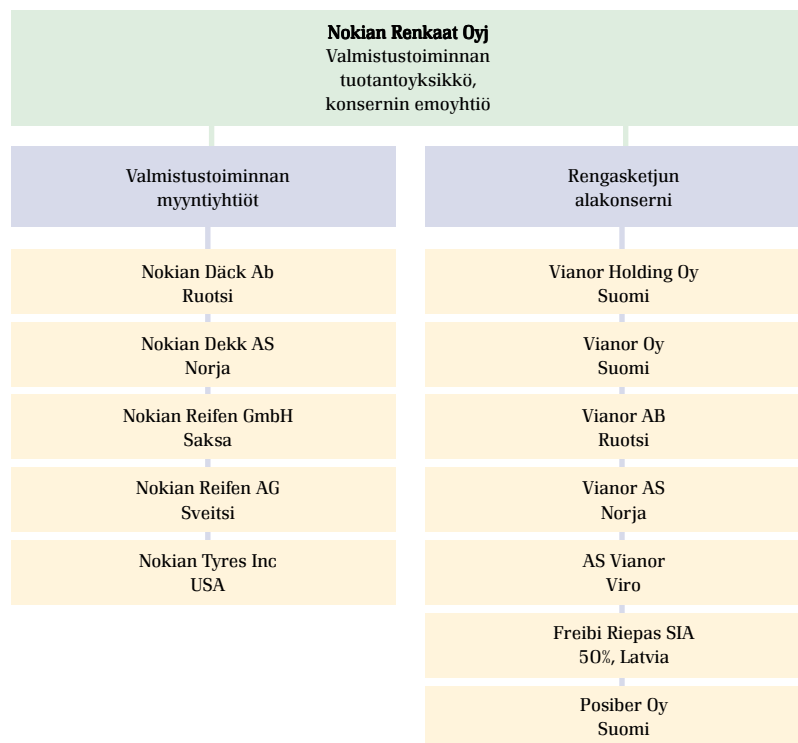 Nokian Renkaat Oyj
Valmistustoiminnan
tuotantoyksikkö,
konsernin emoyhtiö
Valmistustoiminnan
myyntiyhtiöt
Nokian Däck Ab
Ruotsi
Nokian Dekk AS
Norja
Nokian Reifen GmbH
Saksa
Nokian Reifen AG
Sveitsi
Nokian Tyres Inc
USA
Rengasketjun
alakonserni
Vianor Holding Oy
Suomi
Vianor Oy
Suomi
Vianor AB
Ruotsi
Vianor AS
Norja
AS Vianor
Viro
Freibi Riepas SIA
50%, Latvia
Posiber Oy
Suomi